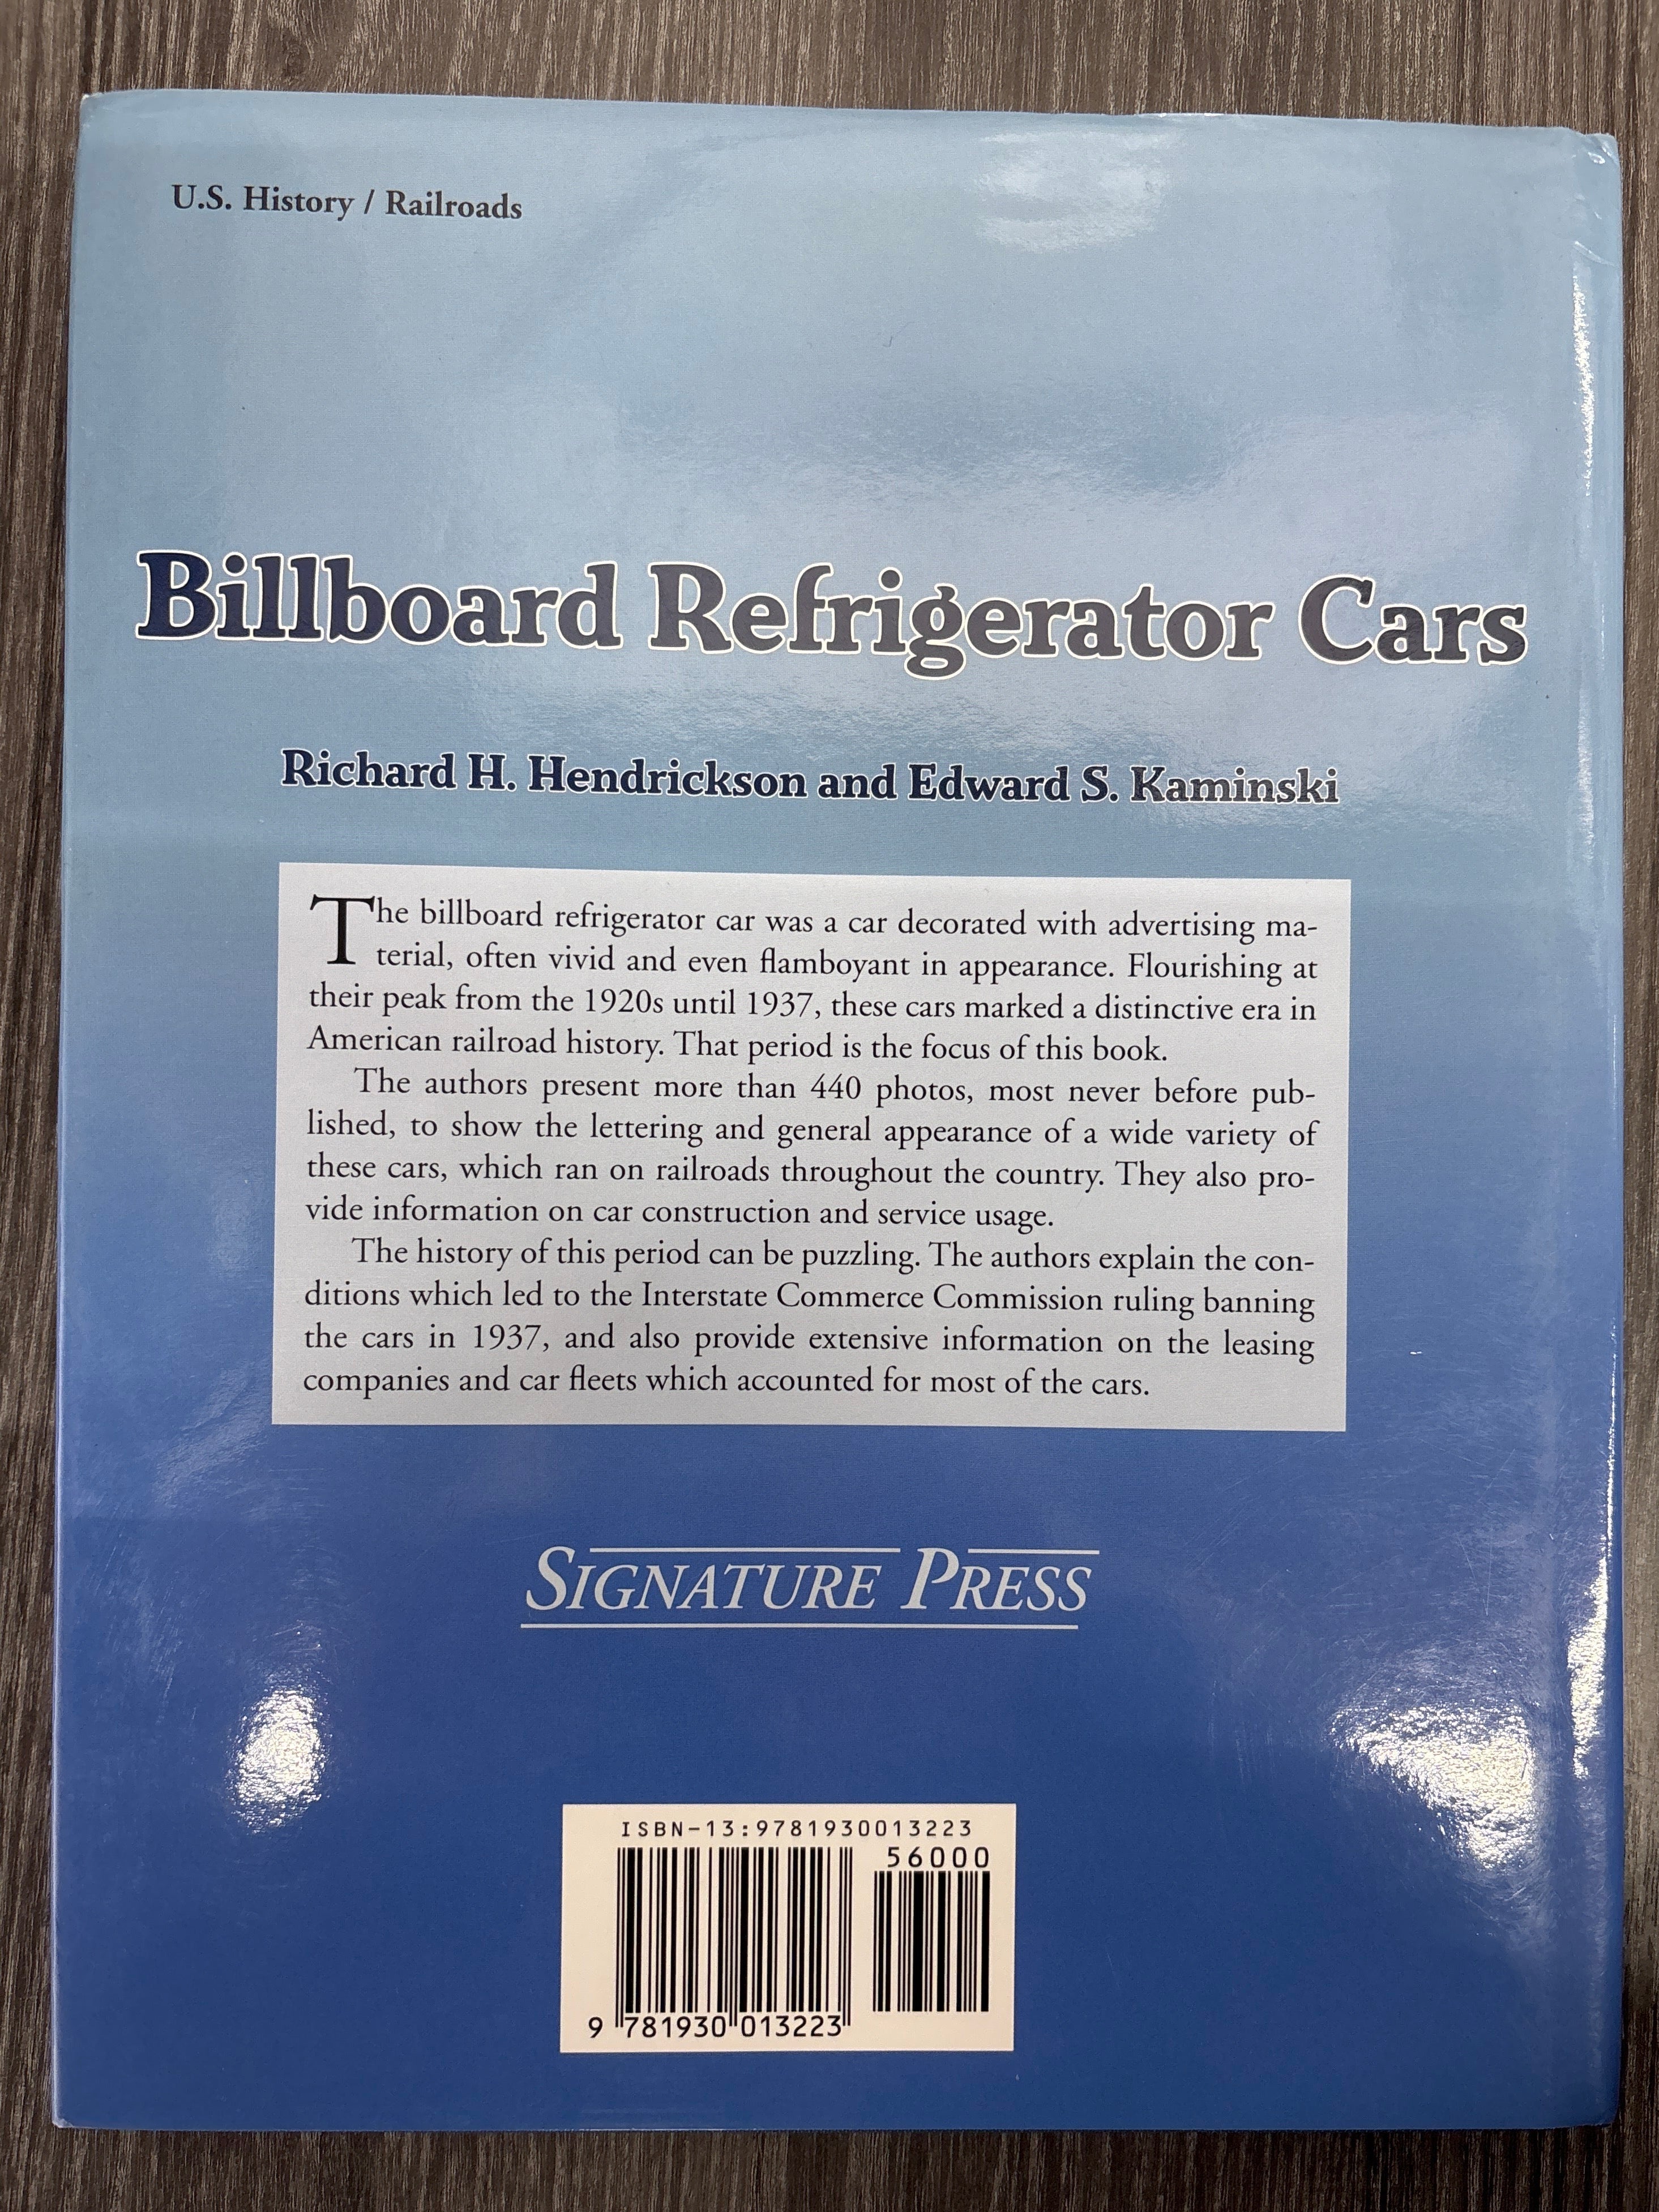 U.S. History / Railroads
Billboard Refrigerator Cars
Richard H. Hendrickson and Edward S. Kaminski
The billboard refrigerator car was a car decorated with advertising ma-
terial, often vivid and even flamboyant in appearance. Flourishing at
their peak from the 1920s until 1937, these cars marked a distinctive era in
American railroad history. That period is the focus of this book.
The authors present more than 440 photos, most never before pub-
lished, to show the lettering and general appearance of a wide variety of
these cars, which ran on railroads throughout the country. They also pro-
vide information on car construction and service usage.
The history of this period can be puzzling. The authors explain the con-
ditions which led to the Interstate Commerce Commission ruling banning
the cars in 1937, and also provide extensive information on the leasing
companies and car fleets which accounted for most of the cars.
SIGNATURE PRESS
ISBN-13:9781930013223
56000
9 781930 013223